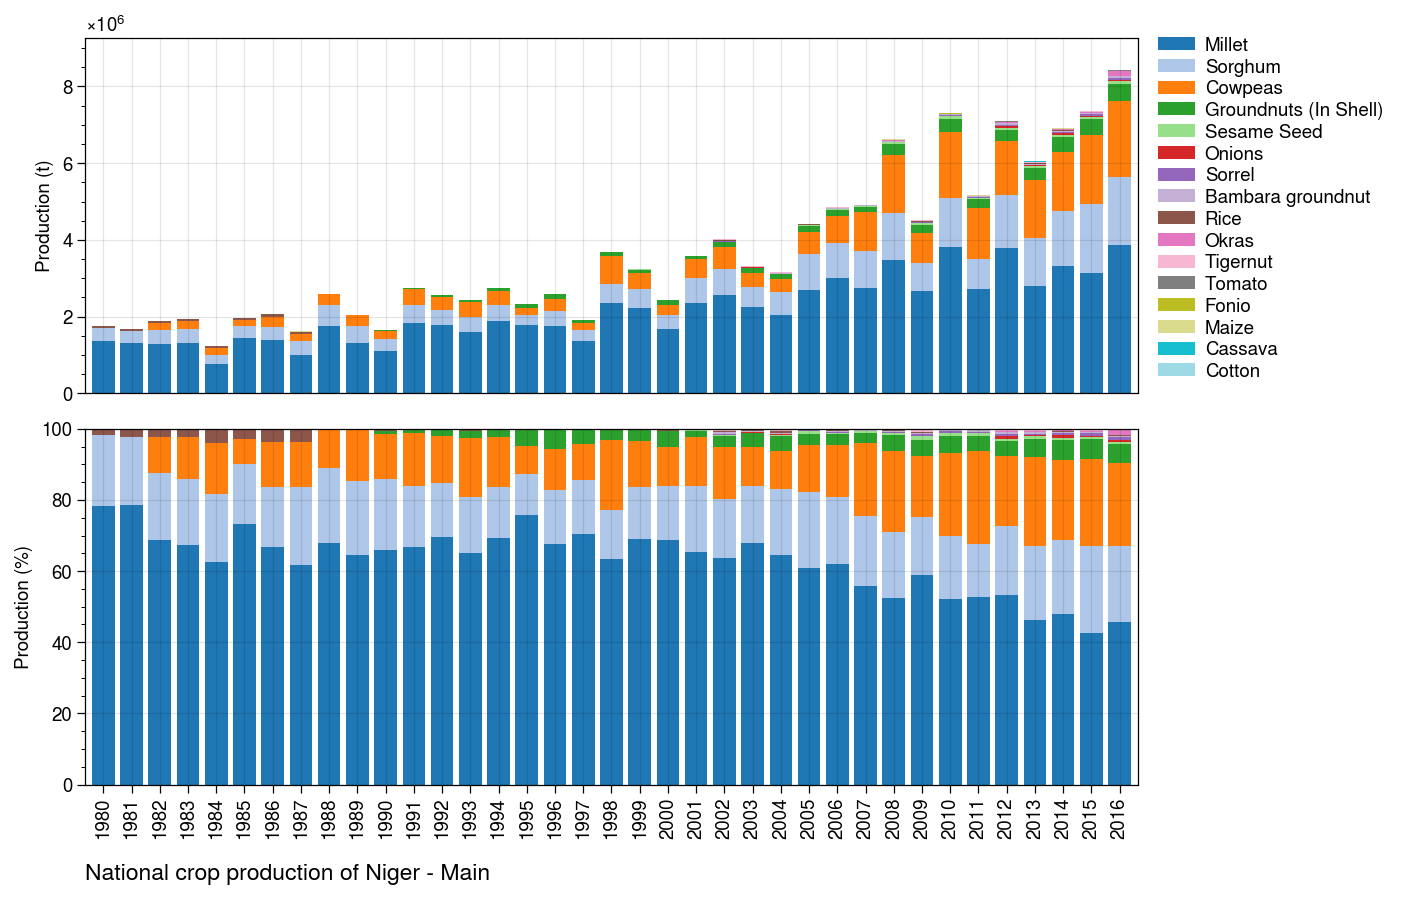 ×10⁶
8
6
4
2
0
Production (t)
Millet
Sorghum
Cowpeas
Groundnuts (In Shell)
Sesame Seed
Onions
Sorrel
Bambara groundnut
Rice
Okras
Tigernut
Tomato
Fonio
Maize
Cassava
Cotton
100
80
60
40
20
0
Production (%)
1980
1981
1982
1983
1984
1985
1986
1987
1988
1989
1990
1991
1992
1993
1994
1995
1996
1997
1998
1999
2000
2001
2002
2003
2004
2005
2006
2007
2008
2009
2010
2011
2012
2013
2014
2015
2016
National crop production of Niger - Main